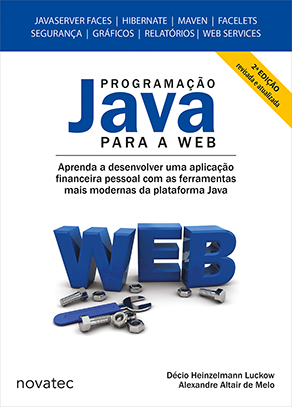 JAVASERVER FACES | HIBERNATE | MAVEN | FACELETS
SEGURANÇA | GRÁFICOS | RELATÓRIOS | WEB SERVICES
2ª EDIÇÃO
revisada e atualizada
PROGRAMAÇÃO
Java
PARA A WEB
Aprenda a desenvolver uma aplicação
financeira pessoal com as ferramentas
mais modernas da plataforma Java
WEB
Décio Heinzelmann Luckow
Alexandre Altair de Melo
novatec